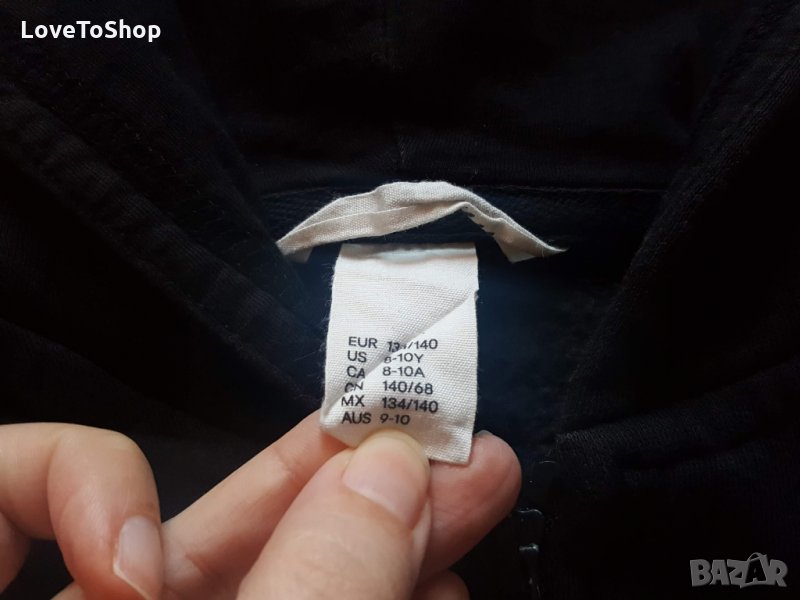 LoveToShop
EUR 134/140
US 8-10Y
CA 8-10A
CN 140/68
MX 134/140
AUS 9-10
BAZAR